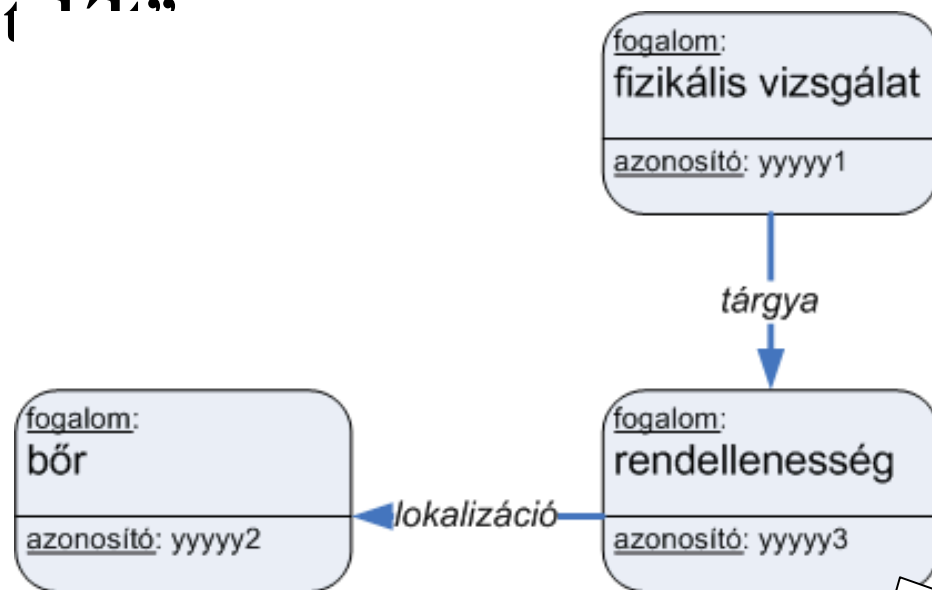 fogalom:
fizikális vizsgálat
azonosító: yyyyy1
tárgya
fogalom:
bőr
azonosító: yyyyy2
lokalizáció
fogalom:
rendellenesség
azonosító: yyyyy3